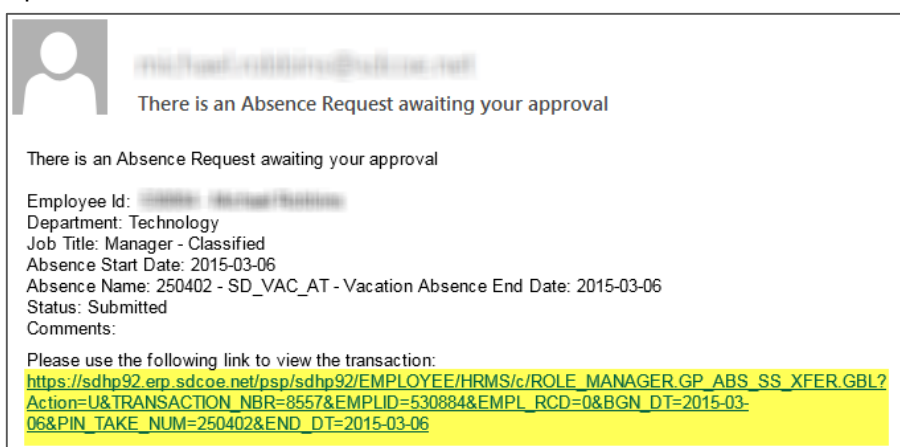 There is an Absence Request awaiting your approval
There is an Absence Request awaiting your approval
Employee Id:
Department: Technology
Job Title: Manager - Classified
Absence Start Date: 2015-03-06
Absence Name: 250402 - SD_VAC_AT - Vacation Absence End Date: 2015-03-06
Status: Submitted
Comments:
Please use the following link to view the transaction:
https://sdhp92.erp.sdcoe.net/psp/sdhp92/EMPLOYEE/HRMS/c/ROLE_MANAGER.GP_ABS_SS_XFER.GBL?
Action=U&TRANSACTION_NBR=8557&EMPLID=530884&EMPL_RCD=0&BGN_DT=2015-03-
06&PIN_TAKE_NUM=250402&END_DT=2015-03-06